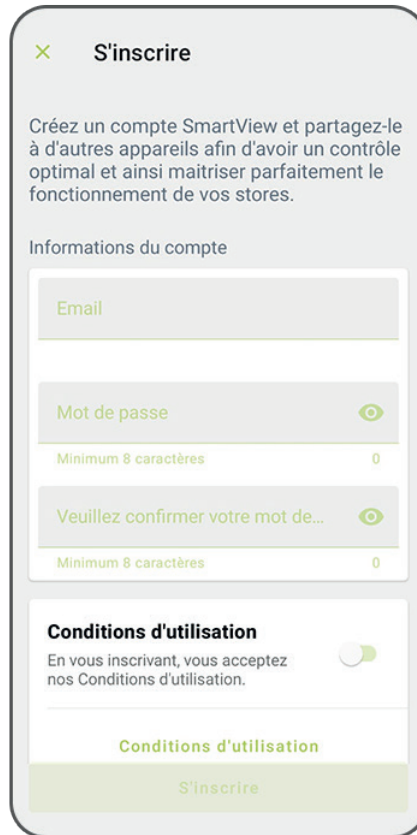 S'inscrire
Créez un compte SmartView et partagez-le
à d'autres appareils afin d'avoir un contrôle
optimal et ainsi maitriser parfaitement le
fonctionnement de vos stores.
Informations du compte
Email
Mot de passe
Minimum 8 caractères 0
Veuillez confirmer votre mot de...
Minimum 8 caractères 0
Conditions d'utilisation
En vous inscrivant, vous acceptez
nos Conditions d'utilisation.
Conditions d'utilisation
S'inscrire